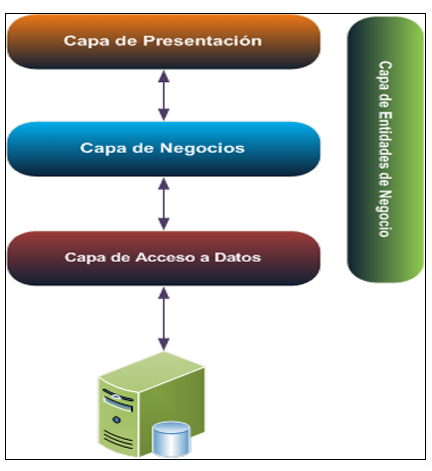 Capa de Presentación
Capa de Negocios
Capa de Acceso a Datos
Capa de Entidades de Negocio